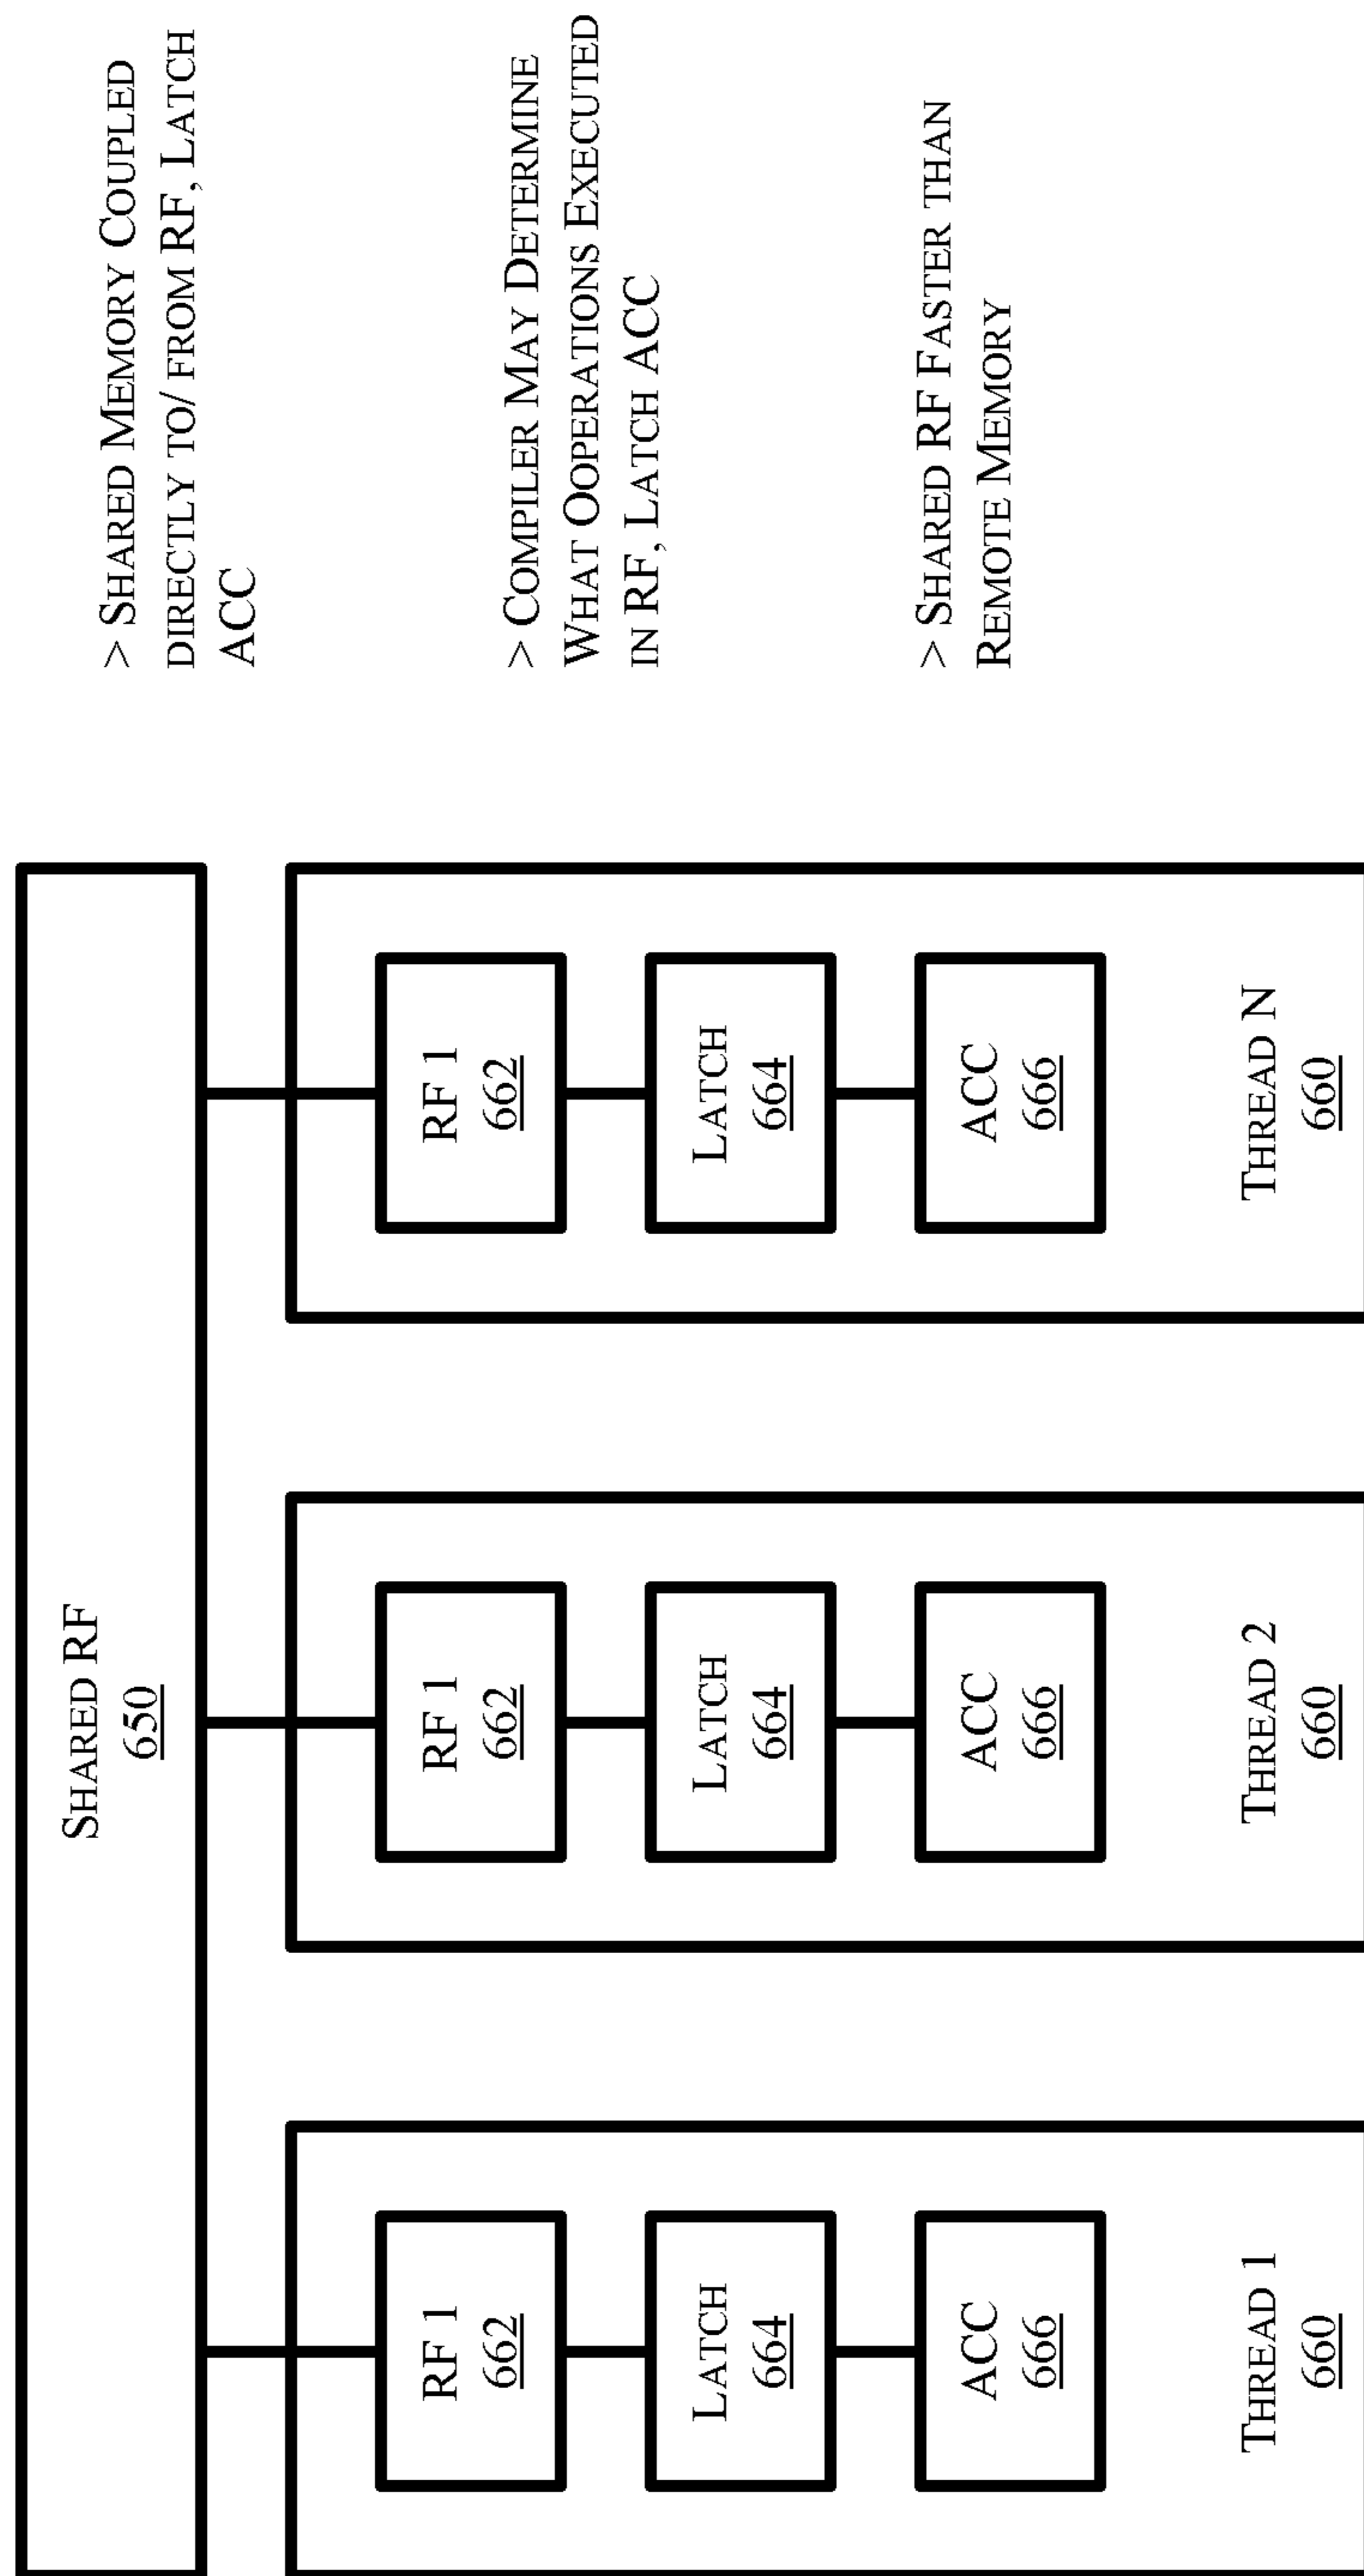 SHARED RF
650
RF 1
662
LATCH
664
ACC
666
THREAD 1
660
RF 1
662
LATCH
664
ACC
666
THREAD 2
660
RF 1
662
LATCH
664
ACC
666
THREAD N
660
> SHARED MEMORY COUPLED
DIRECTLY TO/ FROM RF, LATCH
ACC
> COMPILER MAY DETERMINE
WHAT OOPERATIONS EXECUTED
IN RF, LATCH ACC
> SHARED RF FASTER THAN
REMOTE MEMORY